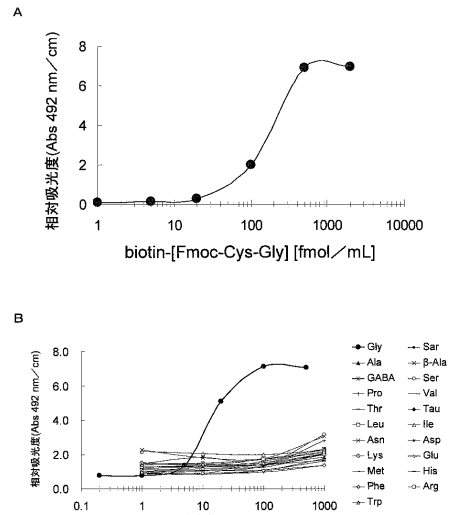 A
相対吸光度(Abs 492 nm／cm)
8
6
4
2
0
1 10 100 1000 10000
biotin-[Fmoc-Cys-Gly] [fmol／mL]
B
相対吸光度(Abs 492 nm／cm)
8.0
6.0
4.0
2.0
0.0
0.1 1 10 100 1000
Gly Sar
Ala β-Ala
GABA Ser
Pro Val
Thr Tau
Leu Ile
Asn Asp
Lys Glu
Met His
Phe Arg
Trp